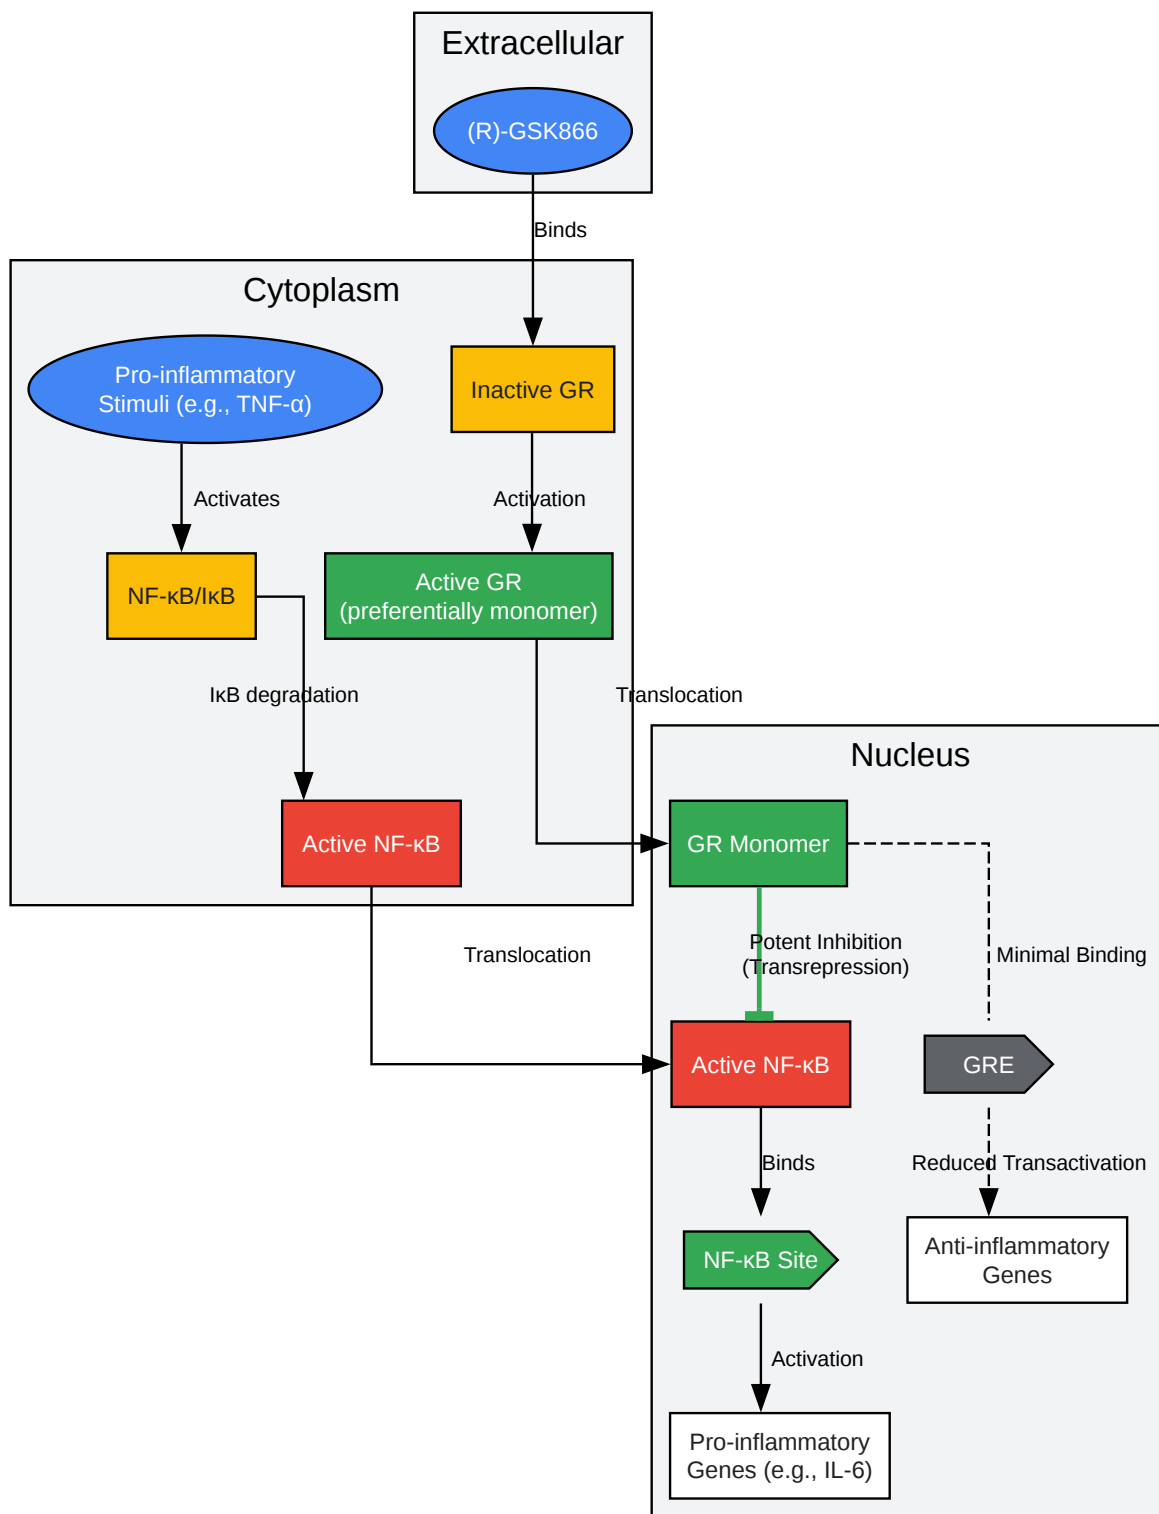 Extracellular
(R)-GSK866
Binds
Cytoplasm
Pro-inflammatory
Stimuli (e.g., TNF-α)
Inactive GR
Activates
Activation
NF-κB/IκB
Active GR
(preferentially monomer)
IκB degradation
Translocation
Nucleus
Active NF-κB
GR Monomer
Translocation
Potent Inhibition
(Transrepression)
Minimal Binding
Active NF-κB
GRE
Binds
Reduced Transactivation
NF-κB Site
Anti-inflammatory
Genes
Activation
Pro-inflammatory
Genes (e.g., IL-6)